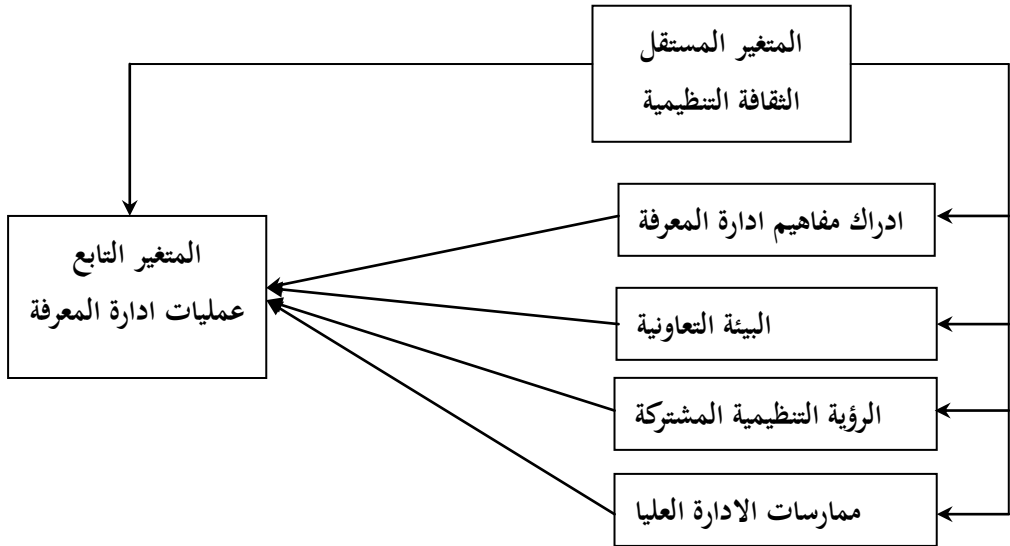 المتغير المستقل
الثقافة التنظيمية
ادراك مفاهيم ادارة المعرفة
المتغير التابع
عمليات ادارة المعرفة
البيئة التعاونية
الرؤية التنظيمية المشتركة
ممارسات الادارة العليا